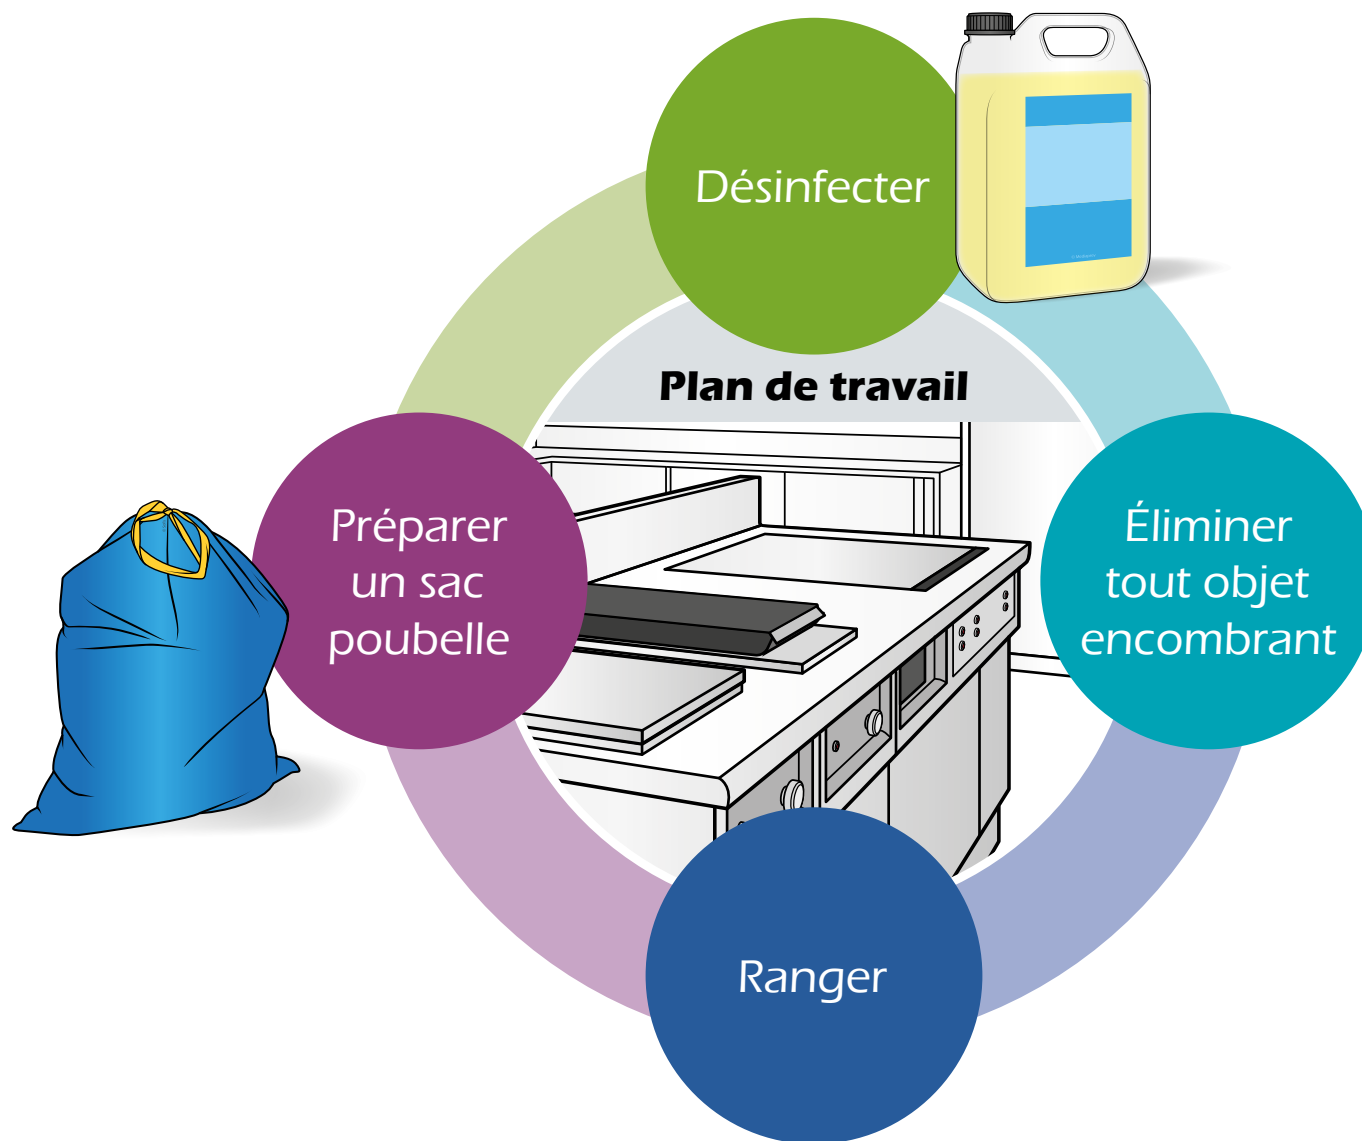 Désinfecter
Plan de travail
Préparer
un sac
poubelle
Éliminer
tout objet
encombrant
Ranger